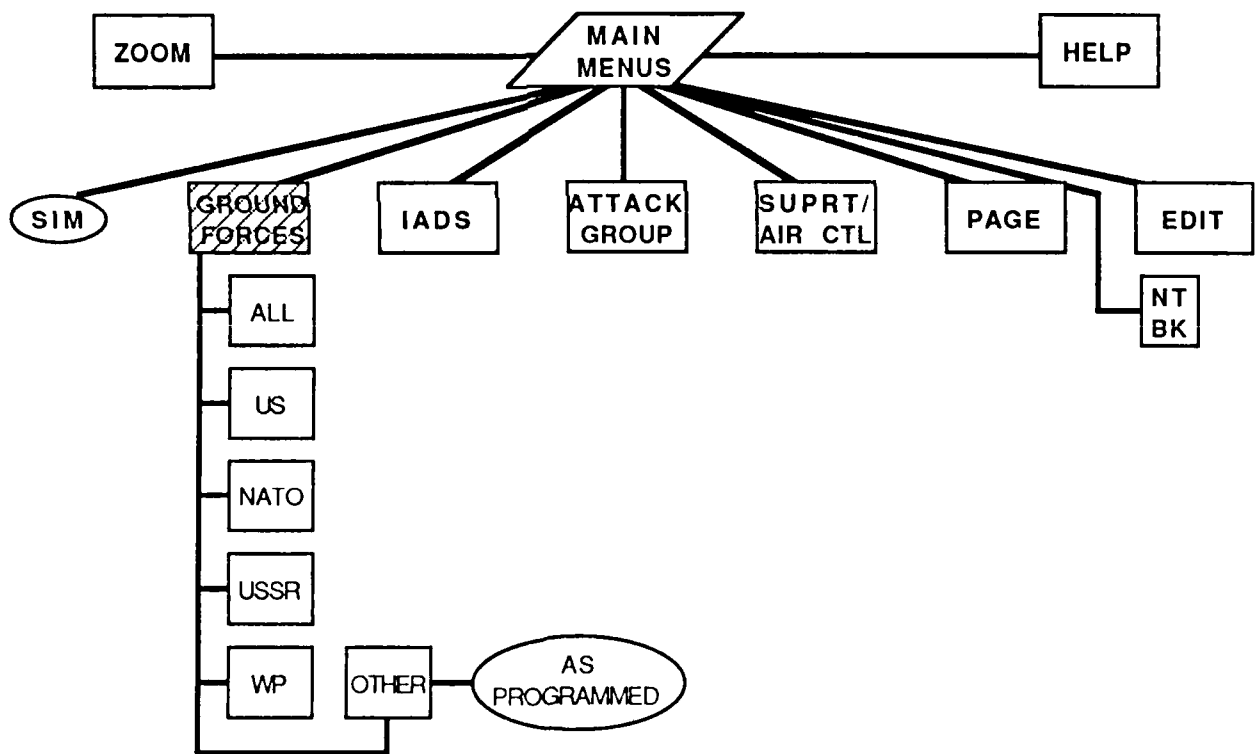 ZOOM
MAIN
MENUS
HELP
SIM
GROUND
FORCES
IADS
ATTACK
GROUP
SUPRT/
AIR CTL
PAGE
EDIT
NT
BK
ALL
US
NATO
USSR
WP
OTHER
AS
PROGRAMMED